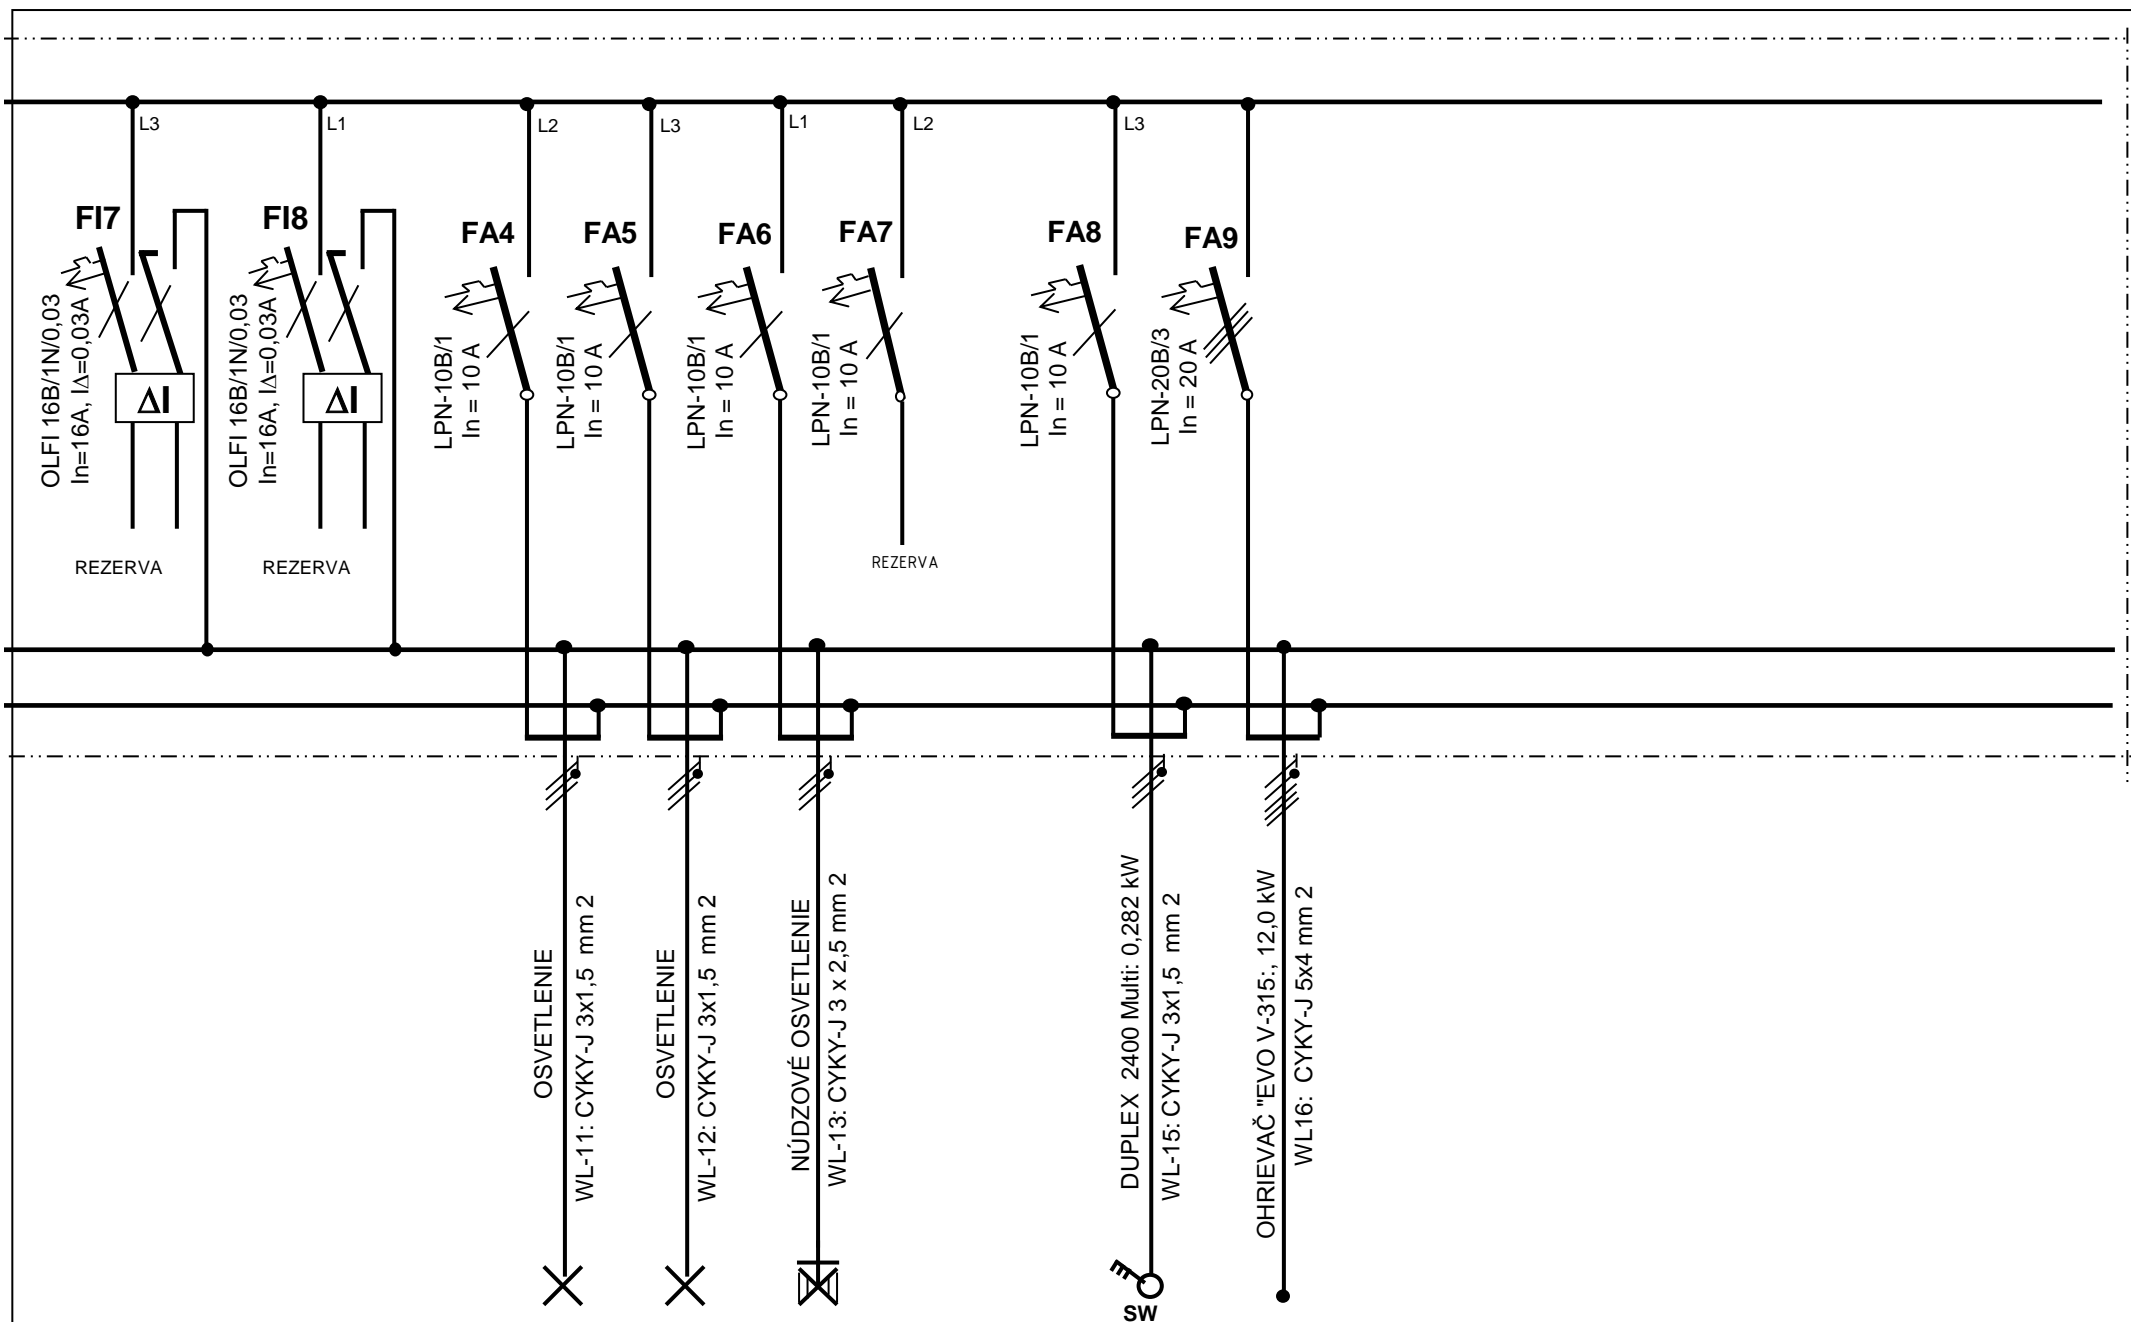 L3
L1
L2
L3
L1
L2
L3
FI7
FI8
FA4
FA5
FA6
FA7
FA8
FA9
OLFI 16B/1N/0,03
In=16A, I∆=0,03A
OLFI 16B/1N/0,03
In=16A, I∆=0,03A
LPN-10B/1
In = 10 A
LPN-10B/1
In = 10 A
LPN-10B/1
In = 10 A
LPN-10B/1
In = 10 A
LPN-10B/1
In = 10 A
LPN-20B/3
In = 20 A
∆I
∆I
REZERVA
REZERVA
REZERVA
OSVETLENIE
WL-11: CYKY-J 3x1,5 mm 2
OSVETLENIE
WL-12: CYKY-J 3x1,5 mm 2
NÚDZOVÉ OSVETLENIE
WL-13: CYKY-J 3 x 2,5 mm 2
DUPLEX 2400 Multi: 0,282 kW
WL-15: CYKY-J 3x1,5 mm 2
OHRIEVAČ "EVO V-315:, 12,0 kW
WL16: CYKY-J 5x4 mm 2
SW